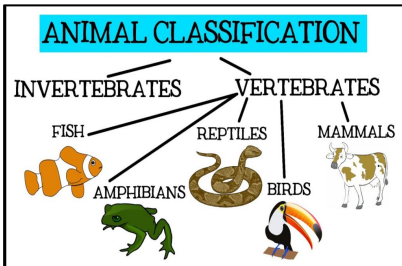 ANIMAL CLASSIFICATION
INVERTEBRATES
VERTEBRATES
FISH
REPTILES
MAMMALS
AMPHIBIANS
BIRDS